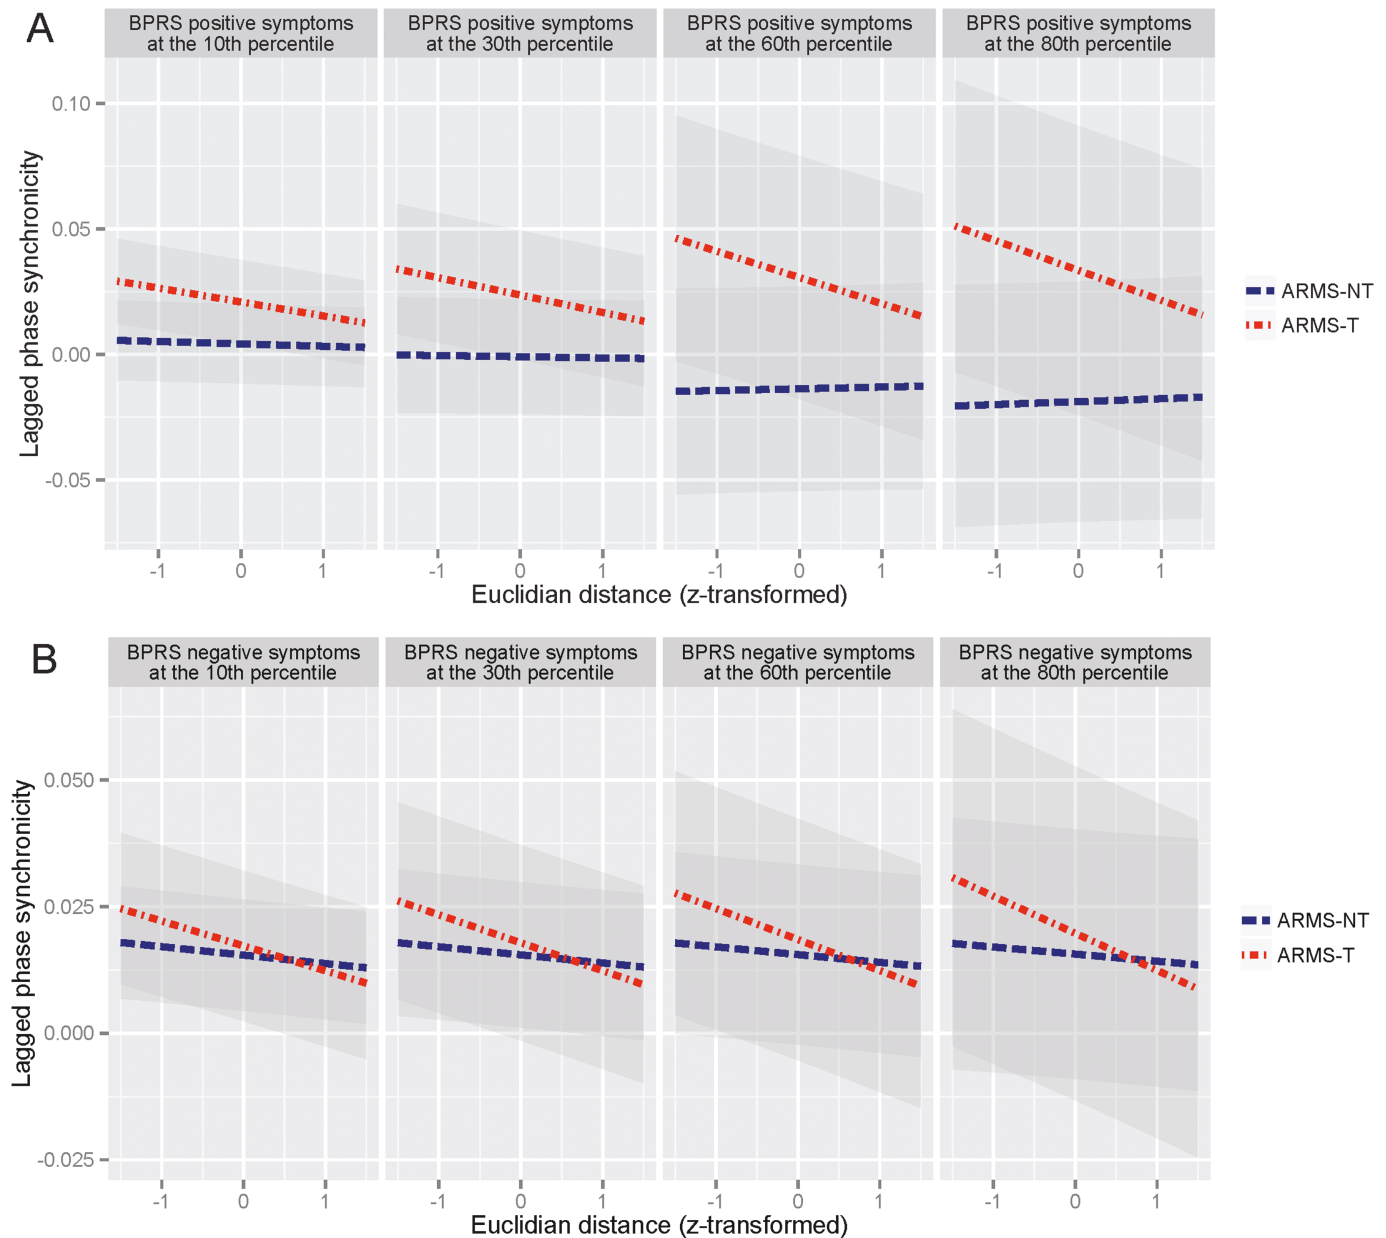 A
BPRS positive symptoms
at the 10th percentile
BPRS positive symptoms
at the 30th percentile
BPRS positive symptoms
at the 60th percentile
BPRS positive symptoms
at the 80th percentile
Lagged phase synchronicity
0.10
0.05
0.00
-0.05
-1 0 1 -1 0 1 -1 0 1 -1 0 1
Euclidian distance (z-transformed)
ARMS-NT
ARMS-T
B
BPRS negative symptoms
at the 10th percentile
BPRS negative symptoms
at the 30th percentile
BPRS negative symptoms
at the 60th percentile
BPRS negative symptoms
at the 80th percentile
Lagged phase synchronicity
0.050
0.025
0.000
-0.025
-1 0 1 -1 0 1 -1 0 1 -1 0 1
Euclidian distance (z-transformed)
ARMS-NT
ARMS-T